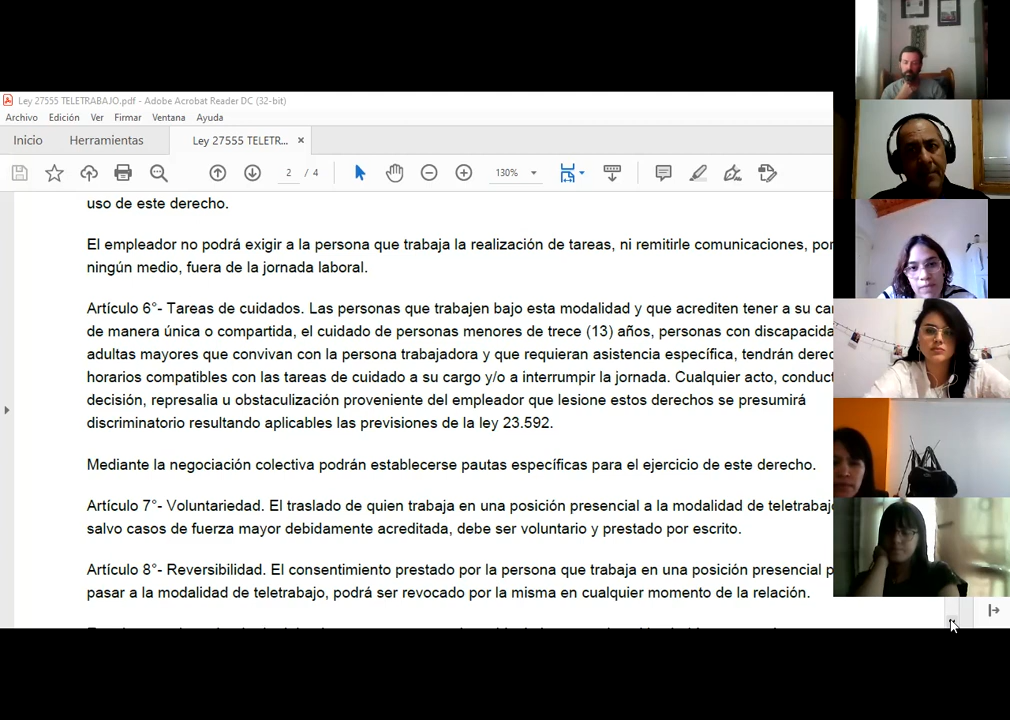 Ley 27555 TELETRABAJO.pdf - Adobe Acrobat Reader DC (32-bit)
Archivo Edición Ver Firmar Ventana Ayuda
Inicio Herramientas Ley 27555 TELETR... ×
2 / 4 130%
uso de este derecho.
El empleador no podrá exigir a la persona que trabaja la realización de tareas, ni remitirle comunicaciones, por
ningún medio, fuera de la jornada laboral.
Artículo 6°- Tareas de cuidados. Las personas que trabajen bajo esta modalidad y que acrediten tener a su car
de manera única o compartida, el cuidado de personas menores de trece (13) años, personas con discapacida
adultas mayores que convivan con la persona trabajadora y que requieran asistencia específica, tendrán derec
horarios compatibles con las tareas de cuidado a su cargo y/o a interrumpir la jornada. Cualquier acto, conduct
decisión, represalia u obstaculización proveniente del empleador que lesione estos derechos se presumirá
discriminatorio resultando aplicables las previsiones de la ley 23.592.
Mediante la negociación colectiva podrán establecerse pautas específicas para el ejercicio de este derecho.
Artículo 7°- Voluntariedad. El traslado de quien trabaja en una posición presencial a la modalidad de teletrabajo
salvo casos de fuerza mayor debidamente acreditada, debe ser voluntario y prestado por escrito.
Artículo 8°- Reversibilidad. El consentimiento prestado por la persona que trabaja en una posición presencial p
pasar a la modalidad de teletrabajo, podrá ser revocado por la misma en cualquier momento de la relación.